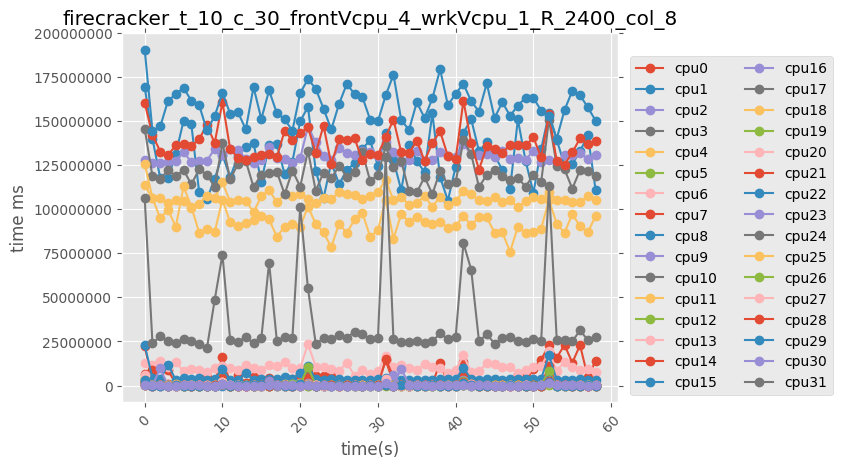 firecracker_t_10_c_30_frontVcpu_4_wrkVcpu_1_R_2400_col_8
time ms
200000000
175000000
150000000
125000000
100000000
75000000
50000000
25000000
0
0
10
20
30
40
50
60
time(s)
cpu0
cpu1
cpu2
cpu3
cpu4
cpu5
cpu6
cpu7
cpu8
cpu9
cpu10
cpu11
cpu12
cpu13
cpu14
cpu15
cpu16
cpu17
cpu18
cpu19
cpu20
cpu21
cpu22
cpu23
cpu24
cpu25
cpu26
cpu27
cpu28
cpu29
cpu30
cpu31